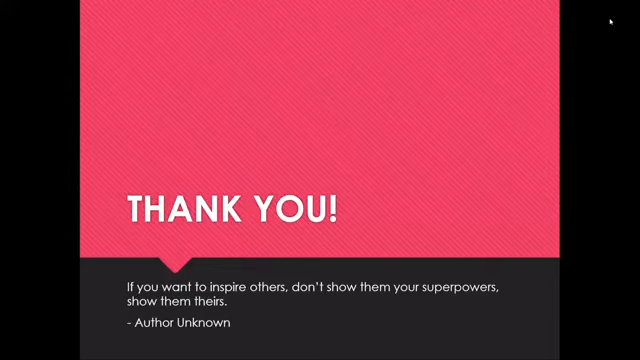 THANK YOU!
If you want to inspire others, don't show them your superpowers,
show them theirs.
- Author Unknown